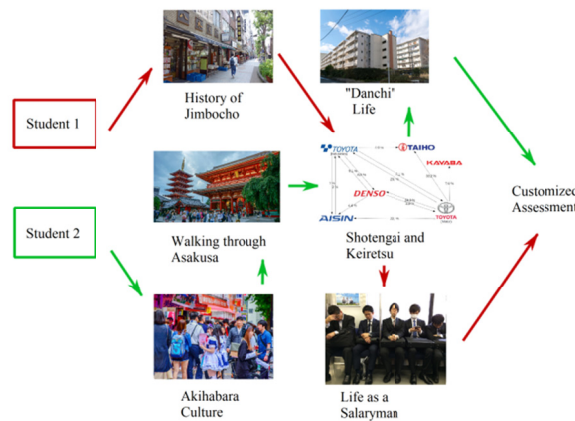 Student 1
History of
Jimbocho
"Danchi"
Life
TOYOTA
TAIHO
KAYABA
DENSO
AISIN
TOYOTA
Student 2
Walking through
Asakusa
Shotengai and
Keiretsu
Customized
Assessment
Akihabara
Culture
Life as a
Salaryman